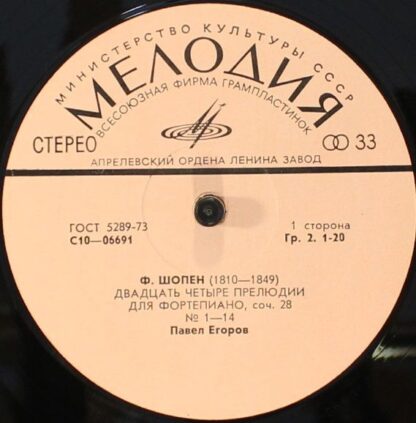 МИНИСТЕРСТВО КУЛЬТУРЫ СССР
МЕЛОДИЯ
ВСЕСОЮЗНАЯ ФИРМА ГРАМПЛАСТИНОК
СТЕРЕО
33
АПРЕЛЕВСКИЙ ОРДЕНА ЛЕНИНА ЗАВОД
ГОСТ 5289-73
С10—06691
1 сторона
Гр. 2. 1-20
Ф. ШОПЕН (1810—1849)
ДВАДЦАТЬ ЧЕТЫРЕ ПРЕЛЮДИИ
ДЛЯ ФОРТЕПИАНО, соч. 28
№ 1—14
Павел Егоров